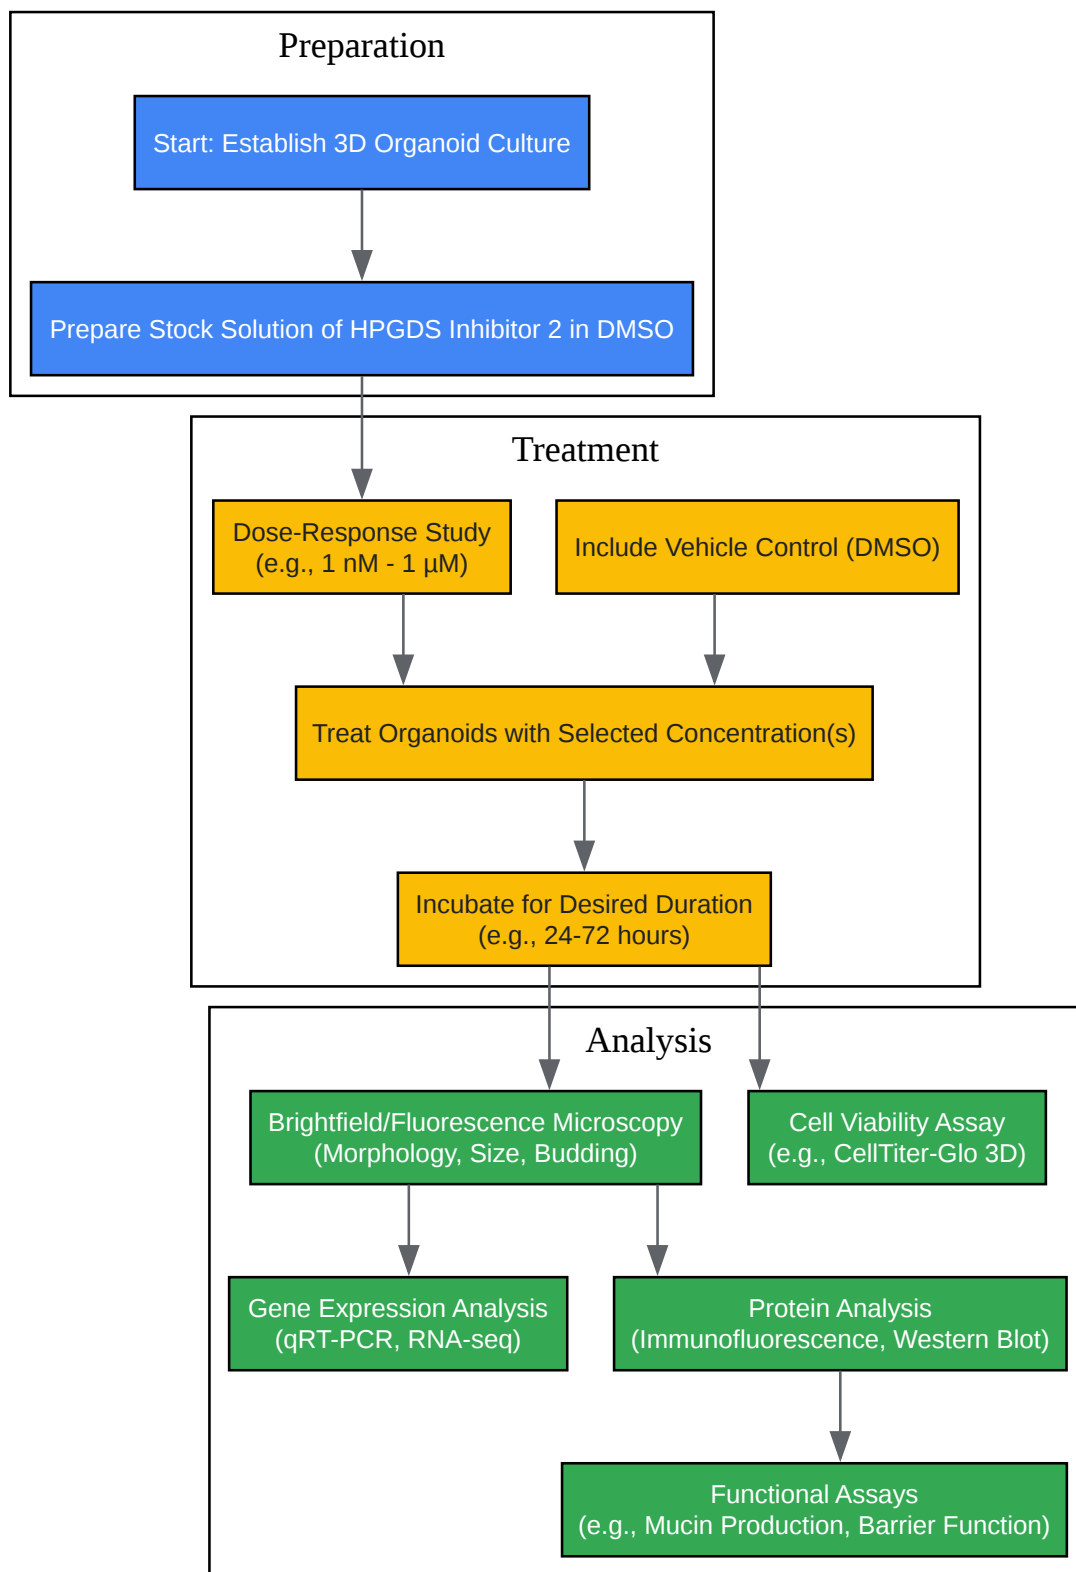 Preparation
Start: Establish 3D Organoid Culture
Prepare Stock Solution of HPGDS Inhibitor 2 in DMSO
Treatment
Dose-Response Study
(e.g., 1 nM - 1 µM)
Include Vehicle Control (DMSO)
Treat Organoids with Selected Concentration(s)
Incubate for Desired Duration
(e.g., 24-72 hours)
Analysis
Brightfield/Fluorescence Microscopy
(Morphology, Size, Budding)
Cell Viability Assay
(e.g., CellTiter-Glo 3D)
Gene Expression Analysis
(qRT-PCR, RNA-seq)
Protein Analysis
(Immunofluorescence, Western Blot)
Functional Assays
(e.g., Mucin Production, Barrier Function)